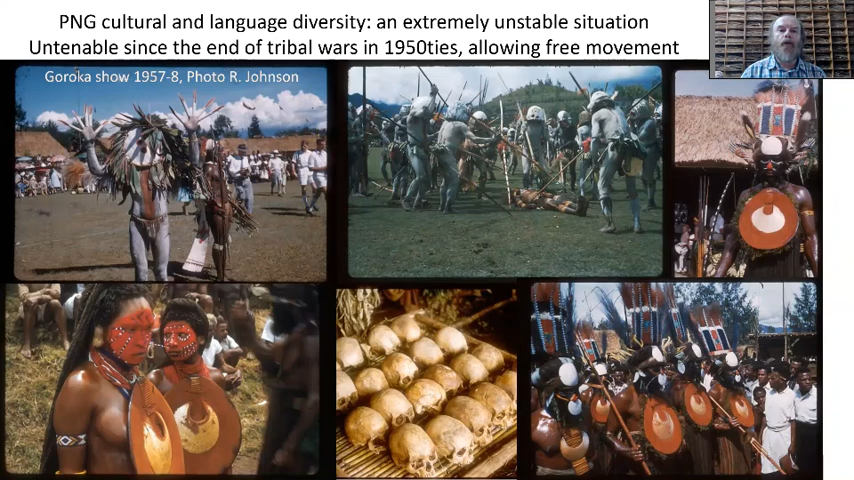 PNG cultural and language diversity: an extremely unstable situation
Untenable since the end of tribal wars in 1950ties, allowing free movement
Goroka show 1957-8, Photo R. Johnson